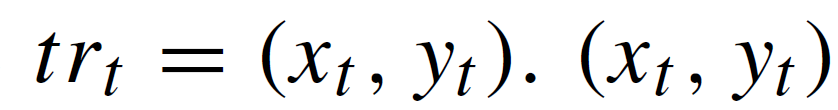 tr_t = (x_t, y_t). (x_t, y_t)